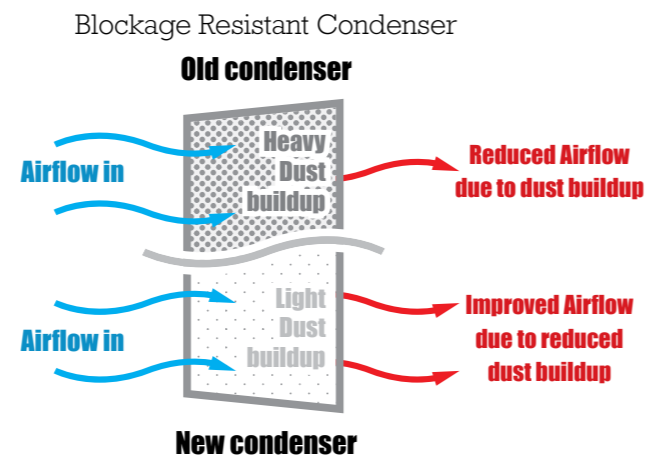 Blockage Resistant Condenser
Old condenser
Airflow in
Heavy
Dust
buildup
Reduced Airflow
due to dust buildup
Airflow in
Light
Dust
buildup
Improved Airflow
due to reduced
dust buildup
New condenser